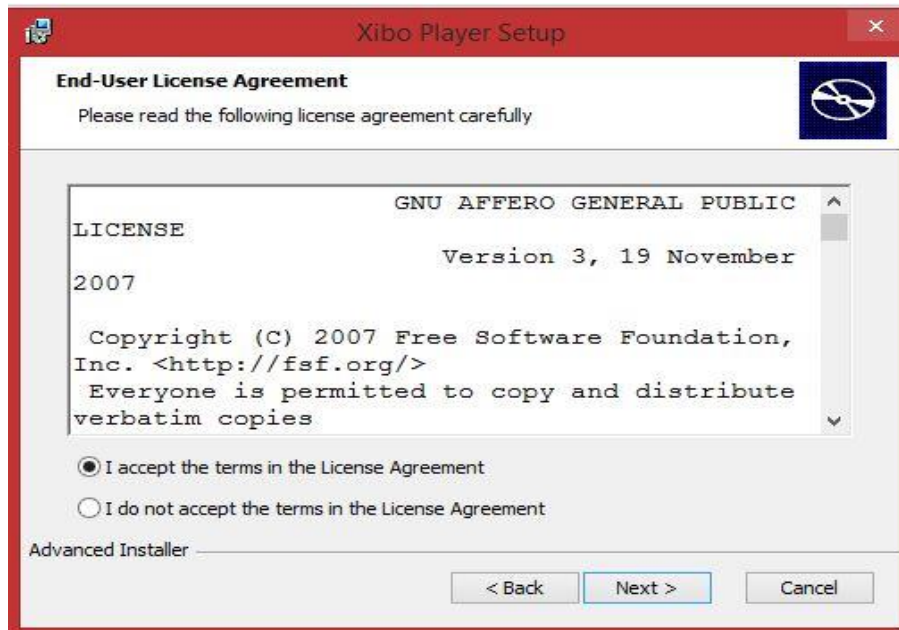 Xibo Player Setup
End-User License Agreement
Please read the following license agreement carefully
GNU AFFERO GENERAL PUBLIC
LICENSE
Version 3, 19 November
2007
Copyright (C) 2007 Free Software Foundation,
Inc. <http://fsf.org/>
Everyone is permitted to copy and distribute
verbatim copies
I accept the terms in the License Agreement
I do not accept the terms in the License Agreement
Advanced Installer
< Back Next > Cancel